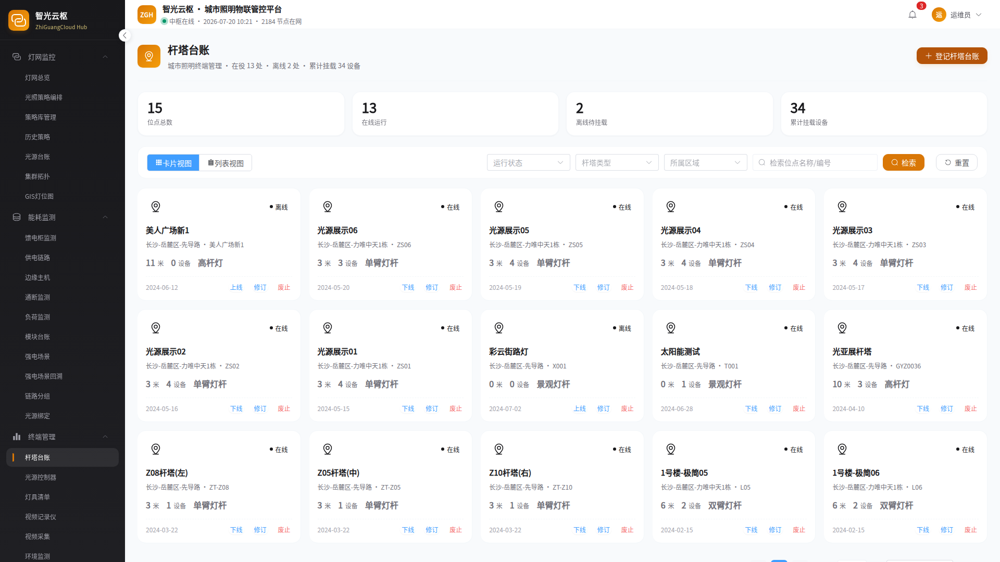 智光云枢
ZhiGuangCloud Hub
灯网监控
灯网总览
光照策略编排
策略库管理
历史策略
光源台账
集群拓扑
GIS灯位图
能耗监测
馈电柜监测
供电链路
边缘主机
通断监测
负荷监测
模块台账
强电场景
强电场景回溯
链路分组
光源绑定
终端管理
杆塔台账
光源控制器
灯具清单
视频记录仪
视频采集
环境监测
ZGH
智光云枢 • 城市照明物联管控平台
中枢在线 • 2026-07-20 10:21 • 2184 节点在网
3
运 运维员
杆塔台账
城市照明终端管理 • 在役 13 处 • 离线 2 处 • 累计挂载 34 设备
登记杆塔台账
15
位点总数
13
在线运行
2
离线待挂载
34
累计挂载设备
卡片视图 列表视图 运行状态 杆塔类型 所属区域 检索位点名称/编号 检索 重置
离线
美人广场新1
长沙-岳麓区-先导路 • 美人广场新1
11 米 0 设备 高杆灯
2024-06-12 上线 修订 废止
在线
光源展示06
长沙-岳麓区-力唯中天1栋 • ZS06
3 米 3 设备 单臂灯杆
2024-05-20 下线 修订 废止
在线
光源展示05
长沙-岳麓区-力唯中天1栋 • ZS05
3 米 4 设备 单臂灯杆
2024-05-19 下线 修订 废止
在线
光源展示04
长沙-岳麓区-力唯中天1栋 • ZS04
3 米 4 设备 单臂灯杆
2024-05-18 下线 修订 废止
在线
光源展示03
长沙-岳麓区-力唯中天1栋 • ZS03
3 米 4 设备 单臂灯杆
2024-05-17 下线 修订 废止
在线
光源展示02
长沙-岳麓区-力唯中天1栋 • ZS02
3 米 4 设备 单臂灯杆
2024-05-16 下线 修订 废止
在线
光源展示01
长沙-岳麓区-力唯中天1栋 • ZS01
3 米 4 设备 单臂灯杆
2024-05-15 下线 修订 废止
离线
彩云街路灯
长沙-岳麓区-先导路 • X001
0 米 0 设备 景观灯杆
2024-07-02 上线 修订 废止
在线
太阳能测试
长沙-岳麓区-先导路 • T001
0 米 1 设备 景观灯杆
2024-06-28 下线 修订 废止
在线
光亚展杆塔
长沙-岳麓区-先导路 • GYZ0036
10 米 3 设备 高杆灯
2024-04-10 下线 修订 废止
在线
Z08杆塔(左)
长沙-岳麓区-先导路 • ZT-Z08
3 米 1 设备 单臂灯杆
2024-03-22 下线 修订 废止
在线
Z05杆塔(中)
长沙-岳麓区-先导路 • ZT-Z05
3 米 1 设备 单臂灯杆
2024-03-22 下线 修订 废止
在线
Z10杆塔(右)
长沙-岳麓区-先导路 • ZT-Z10
3 米 1 设备 单臂灯杆
2024-03-22 下线 修订 废止
在线
1号楼-极简05
长沙-岳麓区-力唯中天1栋 • L05
6 米 2 设备 双臂灯杆
2024-02-15 下线 修订 废止
在线
1号楼-极简06
长沙-岳麓区-力唯中天1栋 • L06
6 米 2 设备 双臂灯杆
2024-02-15 下线 修订 废止